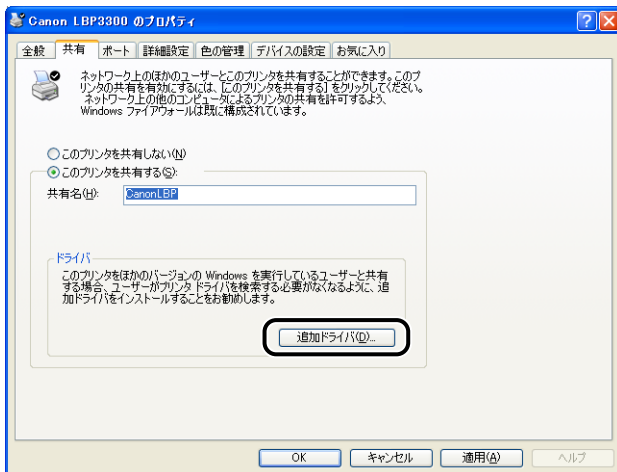 Canon LBP3300 のプロパティ
全般 共有 ポート 詳細設定 色の管理 デバイスの設定 お気に入り
ネットワーク上のほかのユーザーとこのプリンタを共有することができます。このプ
リンタの共有を有効にするには、[このプリンタを共有する] をクリックしてください。
ネットワーク上の他のコンピュータによるプリンタの共有を許可するよう、
Windows ファイアウォールは既に構成されています。
このプリンタを共有しない(N)
このプリンタを共有する(S):
共有名(H): CanonLBP
ドライバ
このプリンタをほかのバージョンの Windows を実行しているユーザーと共有
する場合、ユーザーがプリンタ ドライバを検索する必要がなくなるように、追
加ドライバをインストールすることをお勧めします。
追加ドライバ(D)...
OK キャンセル 適用(A) ヘルプ